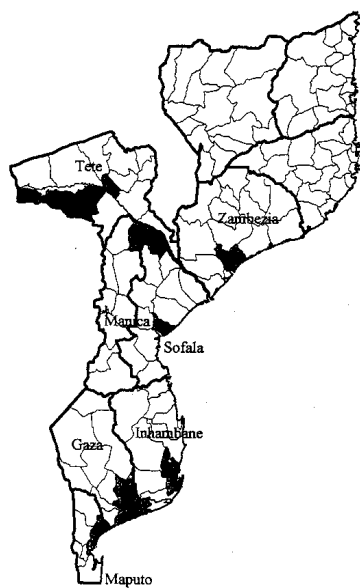 Tete
Zambezia
Manica
Sofala
Gaza
Inhambane
Maputo